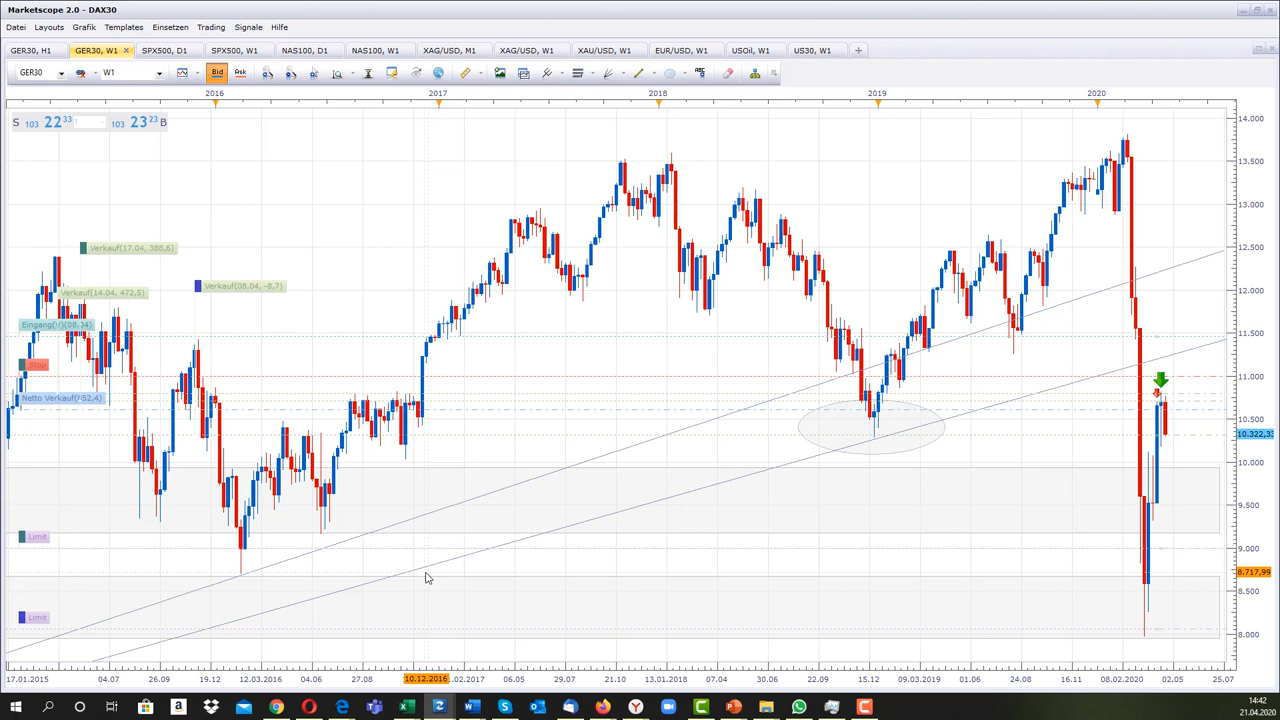 Marketscope 2.0 - DAX30
Datei Layouts Grafik Templates Einsetzen Trading Signale Hilfe
GER30, H1 GER30, W1 SPX500, D1 SPX500, W1 NAS100, D1 NAS100, W1 XAG/USD, M1 XAG/USD, W1 XAU/USD, W1 EUR/USD, W1 USOil, W1 US30, W1
GER30 W1 Bid Ask ABC
2016 2017 2018 2019 2020
S 103 22 33 1 103 23 23 B
14.000
13.500
13.000
Verkauf(17.04, 388,6)
12.500
Verkauf(14.04, 472,5) Verkauf(08.04, -8,7)
12.000
Eingang
11.500
Stop
11.000
Netto Verkauf
10.500
10.322,33
10.000
9.500
Limit
9.000
8.717,99
8.500
Limit
8.000
17.01.2015 04.07 26.09 19.12 12.03.2016 04.06 27.08 10.12.2016 .02.2017 06.05 29.07 21.10 13.01.2018 07.04 30.06 22.09 15.12 09.03.2019 01.06 24.08 16.11 08.02.2020 02.05 25.07
14:42
21.04.2020